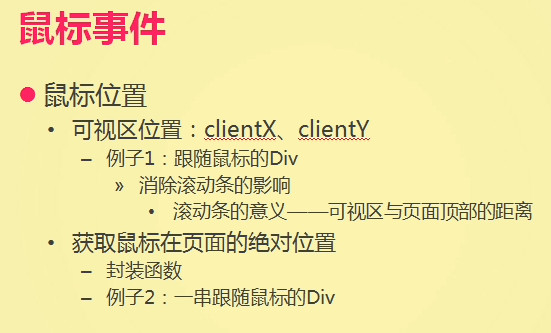 鼠标事件
鼠标位置
• 可视区位置：clientX、clientY
– 例子1：跟随鼠标的Div
» 消除滚动条的影响
• 滚动条的意义——可视区与页面顶部的距离
• 获取鼠标在页面的绝对位置
– 封装函数
– 例子2：一串跟随鼠标的Div